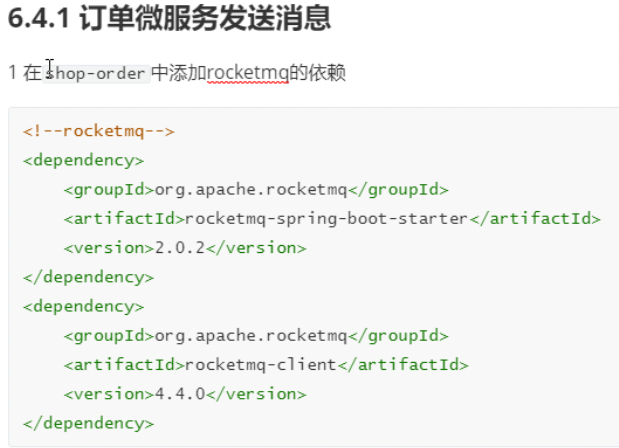 6.4.1 订单微服务发送消息
1 在 shop-order 中添加rocketmq的依赖
<!--rocketmq-->
<dependency>
    <groupId>org.apache.rocketmq</groupId>
    <artifactId>rocketmq-spring-boot-starter</artifactId>
    <version>2.0.2</version>
</dependency>
<dependency>
    <groupId>org.apache.rocketmq</groupId>
    <artifactId>rocketmq-client</artifactId>
    <version>4.4.0</version>
</dependency>